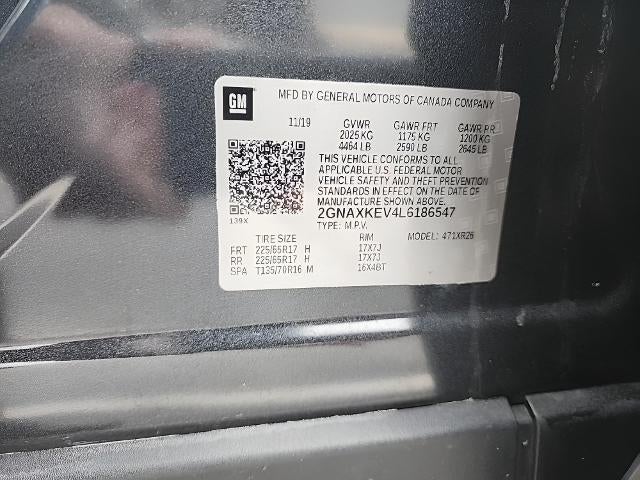 GM MFD BY GENERAL MOTORS OF CANADA COMPANY
11/19 GVWR GAWR FRT GAWR RR
2025 KG 1175 KG 1200 KG
4464 LB 2590 LB 2645 LB
THIS VEHICLE CONFORMS TO ALL
APPLICABLE U.S. FEDERAL MOTOR
VEHICLE SAFETY AND THEFT PREVENTION
STANDARDS IN EFFECT ON THE DATE OF
MANUFACTURE SHOWN ABOVE.
139X 2GNAXKEV4L6186547
TYPE: M.P.V. MODEL: 471XR26
TIRE SIZE RIM
FRT 225/65R17 H 17X7J
RR 225/65R17 H 17X7J
SPA T135/70R16 M 16X4BT